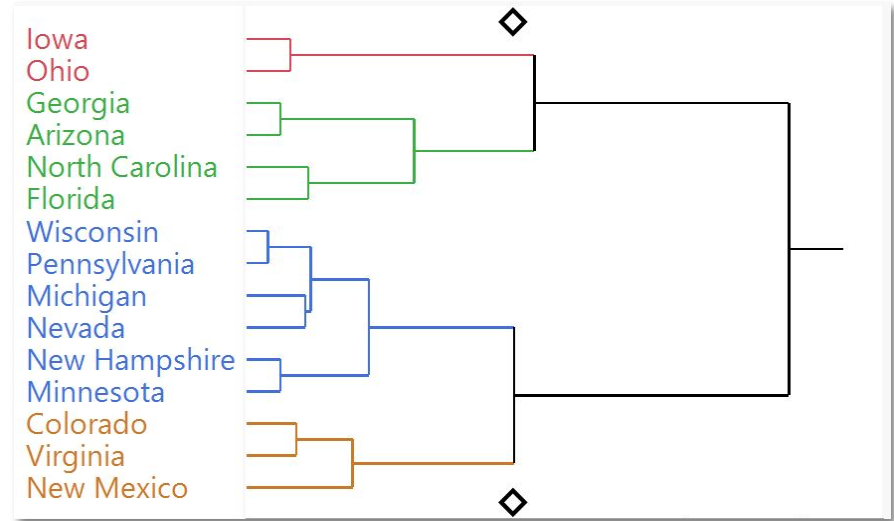 Iowa
Ohio
Georgia
Arizona
North Carolina
Florida
Wisconsin
Pennsylvania
Michigan
Nevada
New Hampshire
Minnesota
Colorado
Virginia
New Mexico